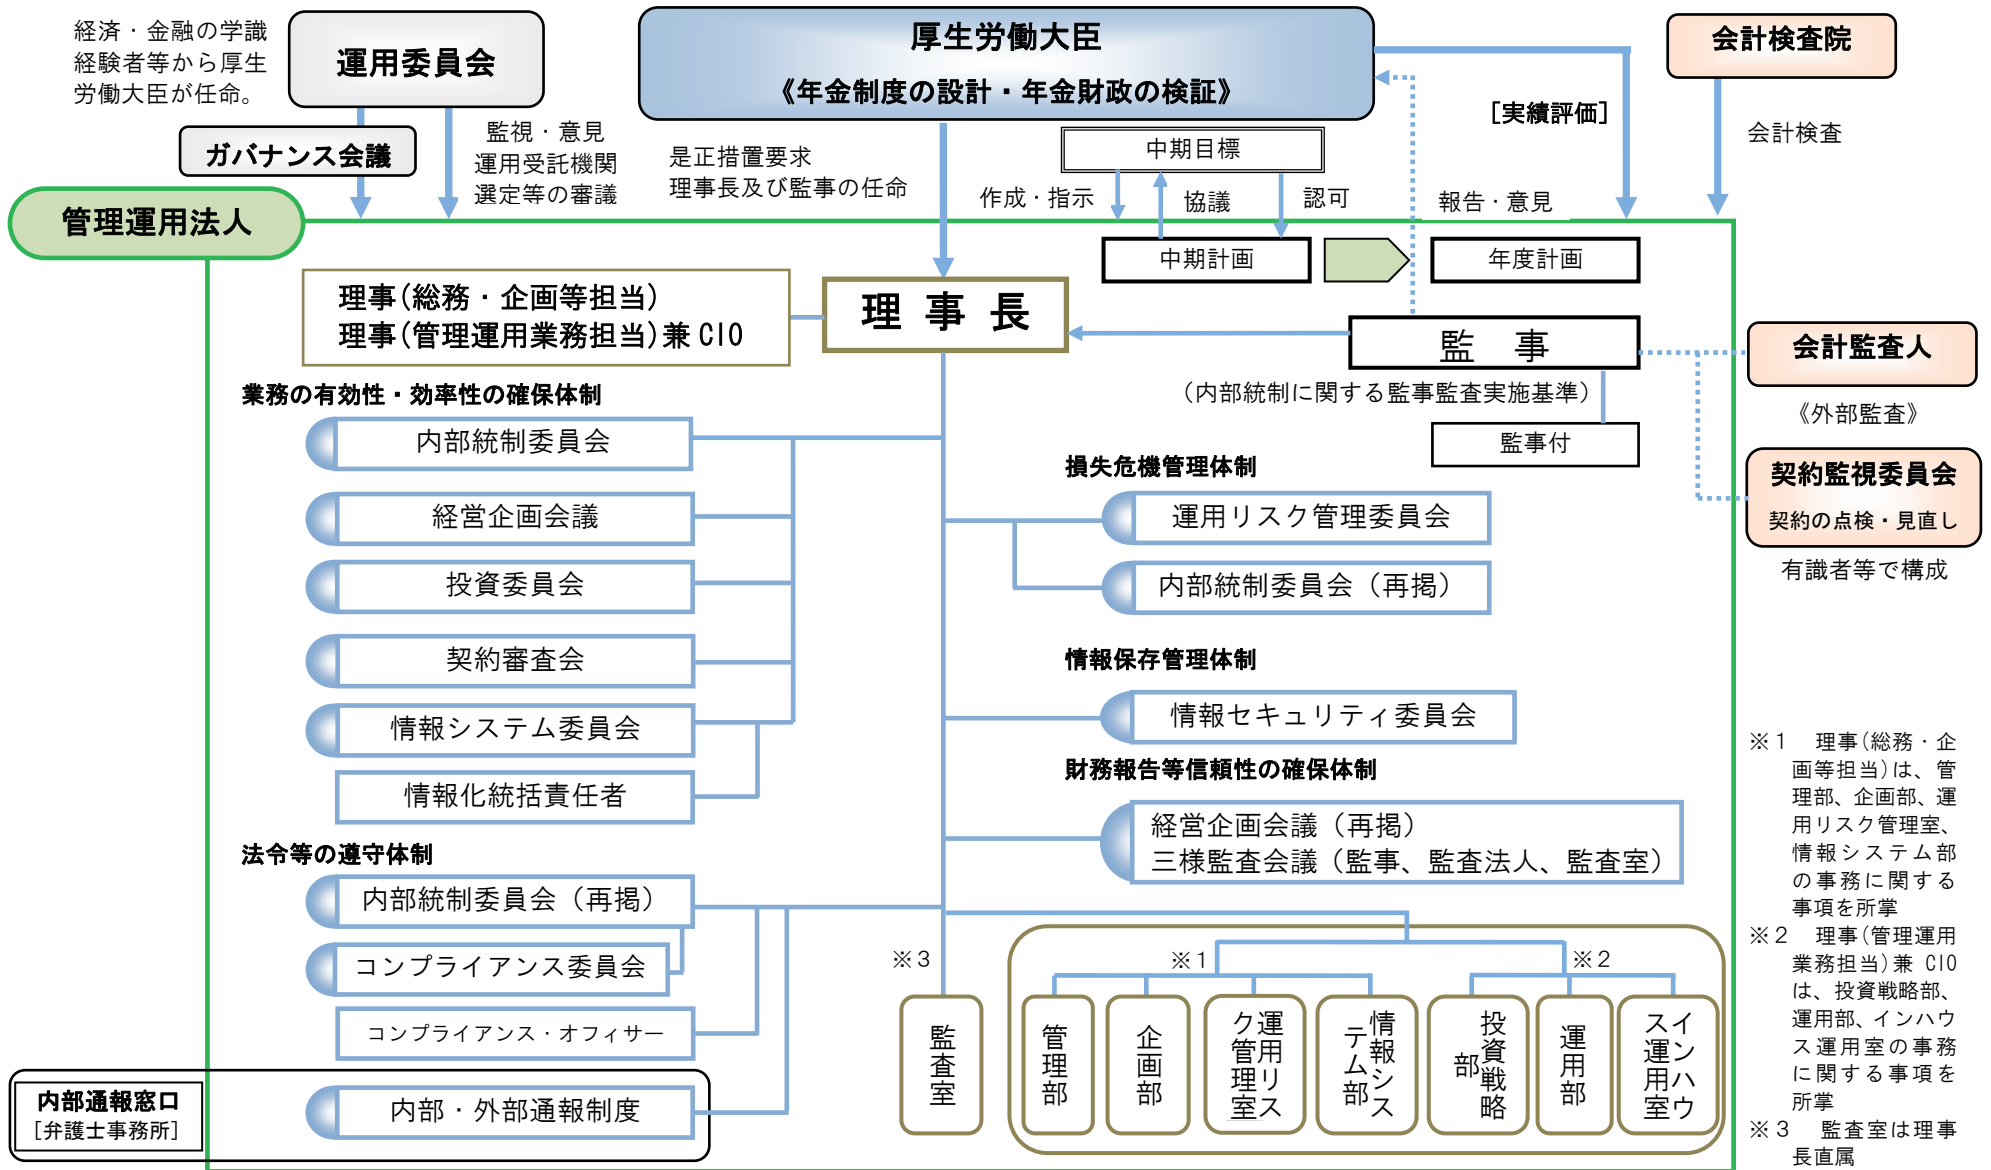 経済・金融の学識
経験者等から厚生
労働大臣が任命。
運用委員会
厚生労働大臣
《年金制度の設計・年金財政の検証》
会計検査院
ガバナンス会議
監視・意見
運用受託機関
選定等の審議
是正措置要求
理事長及び監事の任命
中期目標
[実績評価]
会計検査
作成・指示
協議
認可
報告・意見
管理運用法人
中期計画
年度計画
理事(総務・企画等担当)
理事(管理運用業務担当)兼CIO
理事長
監事
会計監査人
《外部監査》
(内部統制に関する監事監査実施基準)
監事付
契約監視委員会
契約の点検・見直し
有識者等で構成
業務の有効性・効率性の確保体制
内部統制委員会
経営企画会議
投資委員会
契約審査会
情報システム委員会
情報化統括責任者
損失危機管理体制
運用リスク管理委員会
内部統制委員会(再掲)
情報保存管理体制
情報セキュリティ委員会
財務報告等信頼性の確保体制
経営企画会議(再掲)
三様監査会議(監事、監査法人、監査室)
法令等の遵守体制
内部統制委員会(再掲)
コンプライアンス委員会
コンプライアンス・オフィサー
内部通報窓口
[弁護士事務所]
内部・外部通報制度
※3
※1
※2
監査室
管理部
企画部
運用リス
ク管理室
情報シス
テム部
投資戦略
部
運用部
インハウ
ス運用室
※1 理事(総務・企
画等担当)は、管
理部、企画部、運
用リスク管理室、
情報システム部
の事務に関する
事項を所掌
※2 理事(管理運用
業務担当)兼 CIO
は、投資戦略部、
運用部、インハウ
ス運用室の事務
に関する事項を
所掌
※3 監査室は理事
長直属